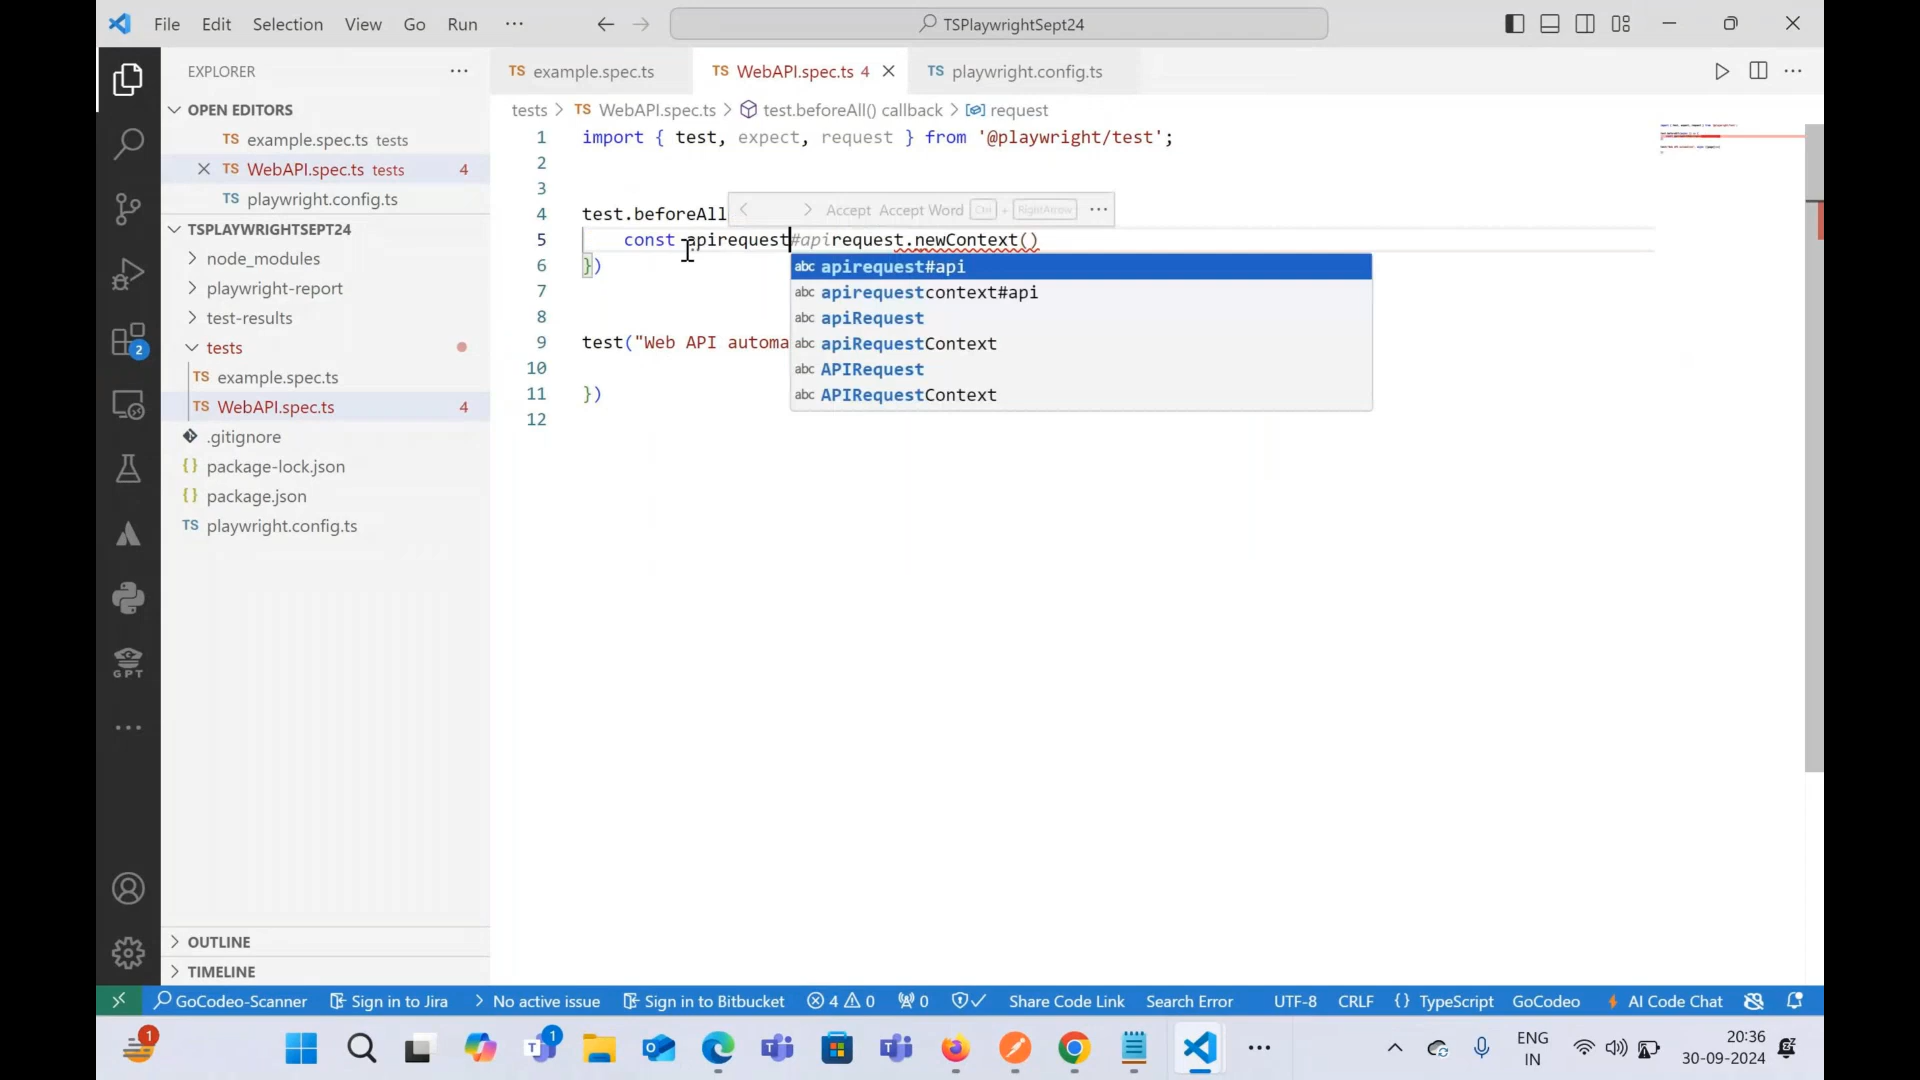 File Edit Selection View Go Run ···
TSPlaywrightSept24
EXPLORER ···
OPEN EDITORS
TS example.spec.ts tests
TS WebAPI.spec.ts tests 4
TS playwright.config.ts
TSPLAYWRIGHTSEPT24
node_modules
playwright-report
test-results
tests
TS example.spec.ts
TS WebAPI.spec.ts 4
.gitignore
{} package-lock.json
{} package.json
TS playwright.config.ts
OUTLINE
TIMELINE
2
GPT
TS example.spec.ts
TS WebAPI.spec.ts 4
TS playwright.config.ts
tests > TS WebAPI.spec.ts > test.beforeAll() callback > request
1 import { test, expect, request } from '@playwright/test';
2
3
4 test.beforeAll
Accept Accept Word Ctrl + RightArrow ···
5 const apirequest#apirequest.newContext()
6 })
7
8
9 test("Web API automa
10
11 })
12
abc apirequest#api
abc apirequestcontext#api
abc apiRequest
abc apiRequestContext
abc APIRequest
abc APIRequestContext
GoCodeo-Scanner Sign in to Jira No active issue Sign in to Bitbucket 4 0 0 Share Code Link Search Error UTF-8 CRLF {} TypeScript GoCodeo AI Code Chat
1
1
ENG
IN
20:36
30-09-2024